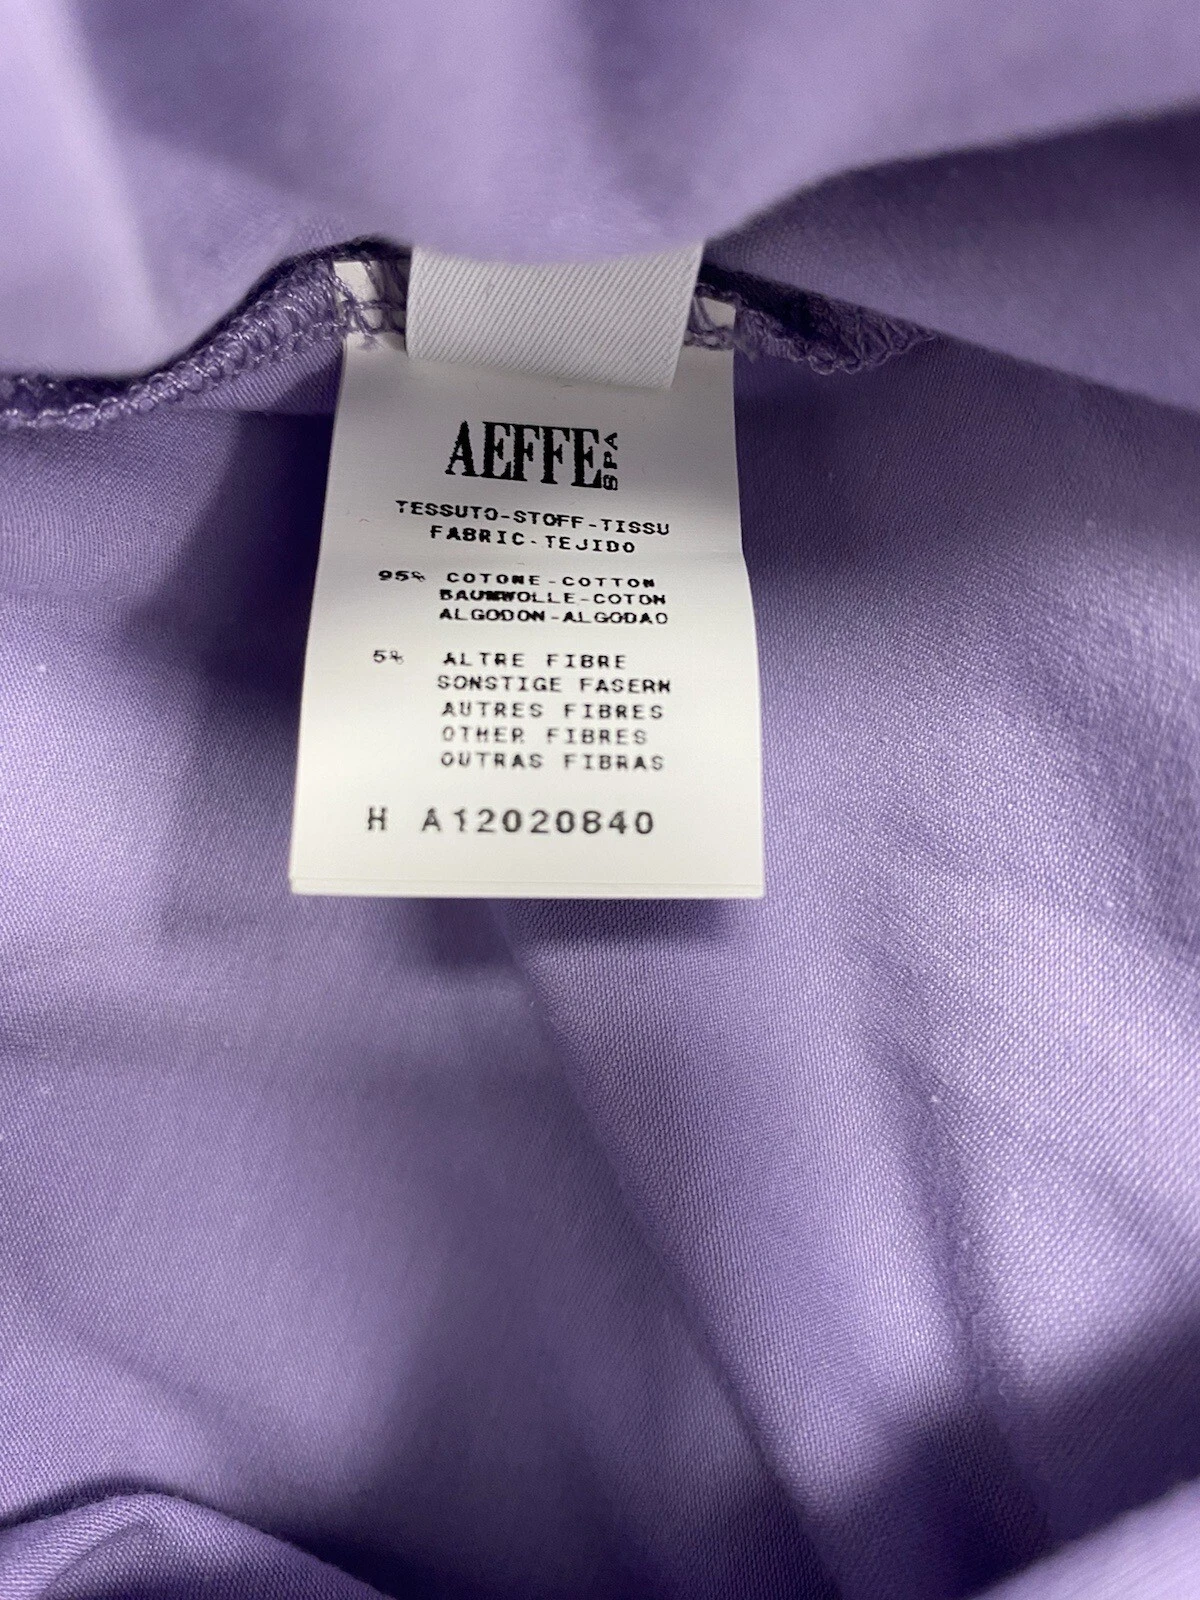 AEFFE SPA
TESSUTO-STOFF-TISSU
FABRIC-TEJIDO
95% COTONE-COTTON
BAUMWOLLE-COTON
ALGODON-ALGODAO
5% ALTRE FIBRE
SONSTIGE FASERN
AUTRES FIBRES
OTHER FIBRES
OUTRAS FIBRAS
H A12020840